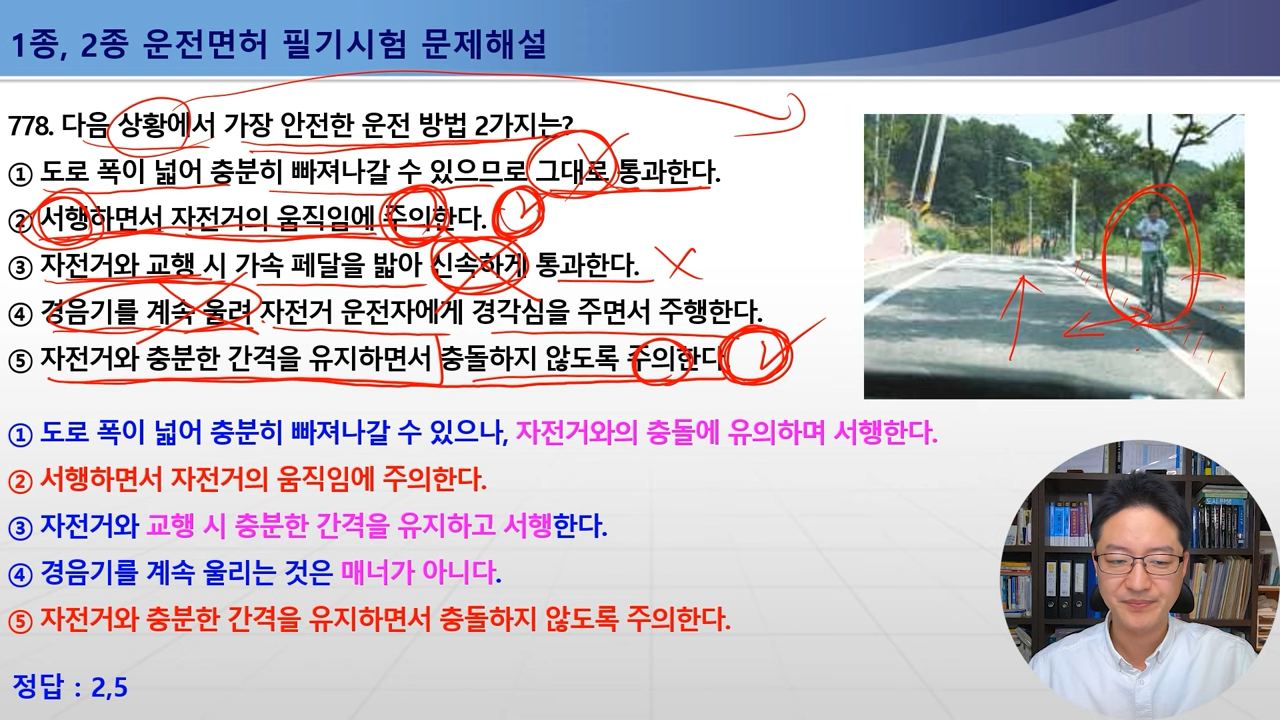 1종, 2종 운전면허 필기시험 문제해설
778. 다음 상황에서 가장 안전한 운전 방법 2가지는?
① 도로 폭이 넓어 충분히 빠져나갈 수 있으므로 그대로 통과한다.
② 서행하면서 자전거의 움직임에 주의한다.
③ 자전거와 교행 시 가속 페달을 밟아 신속하게 통과한다.
④ 경음기를 계속 울려 자전거 운전자에게 경각심을 주면서 주행한다.
⑤ 자전거와 충분한 간격을 유지하면서 충돌하지 않도록 주의한다.
① 도로 폭이 넓어 충분히 빠져나갈 수 있으나, 자전거와의 충돌에 유의하며 서행한다.
② 서행하면서 자전거의 움직임에 주의한다.
③ 자전거와 교행 시 충분한 간격을 유지하고 서행한다.
④ 경음기를 계속 울리는 것은 매너가 아니다.
⑤ 자전거와 충분한 간격을 유지하면서 충돌하지 않도록 주의한다.
정답 : 2,5